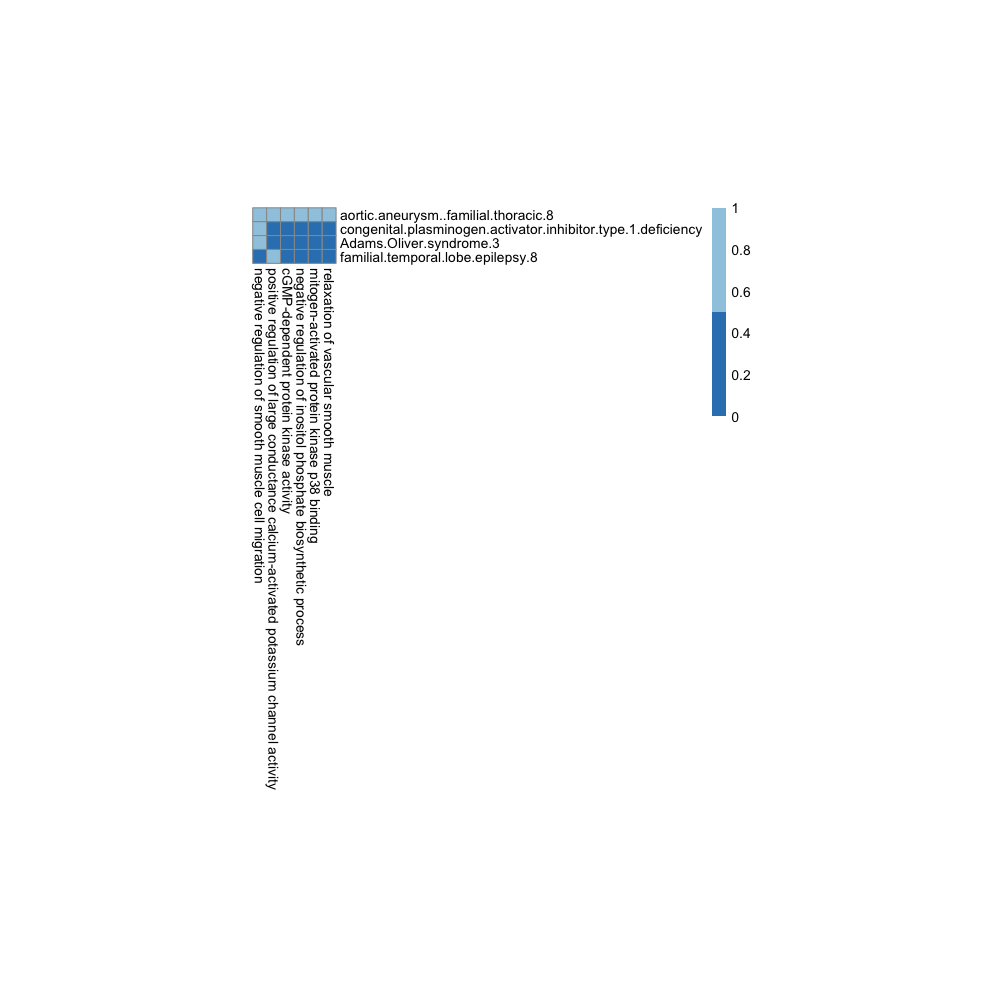 aortic.aneurysm..familial.thoracic.8
congenital.plasminogen.activator.inhibitor.type.1.deficiency
Adams.Oliver.syndrome.3
familial.temporal.lobe.epilepsy.8
negative regulation of smooth muscle cell migration
positive regulation of large conductance calcium-activated potassium channel activity
cGMP-dependent protein kinase activity
negative regulation of inositol phosphate biosynthetic process
mitogen-activated protein kinase p38 binding
relaxation of vascular smooth muscle
1
0.8
0.6
0.4
0.2
0